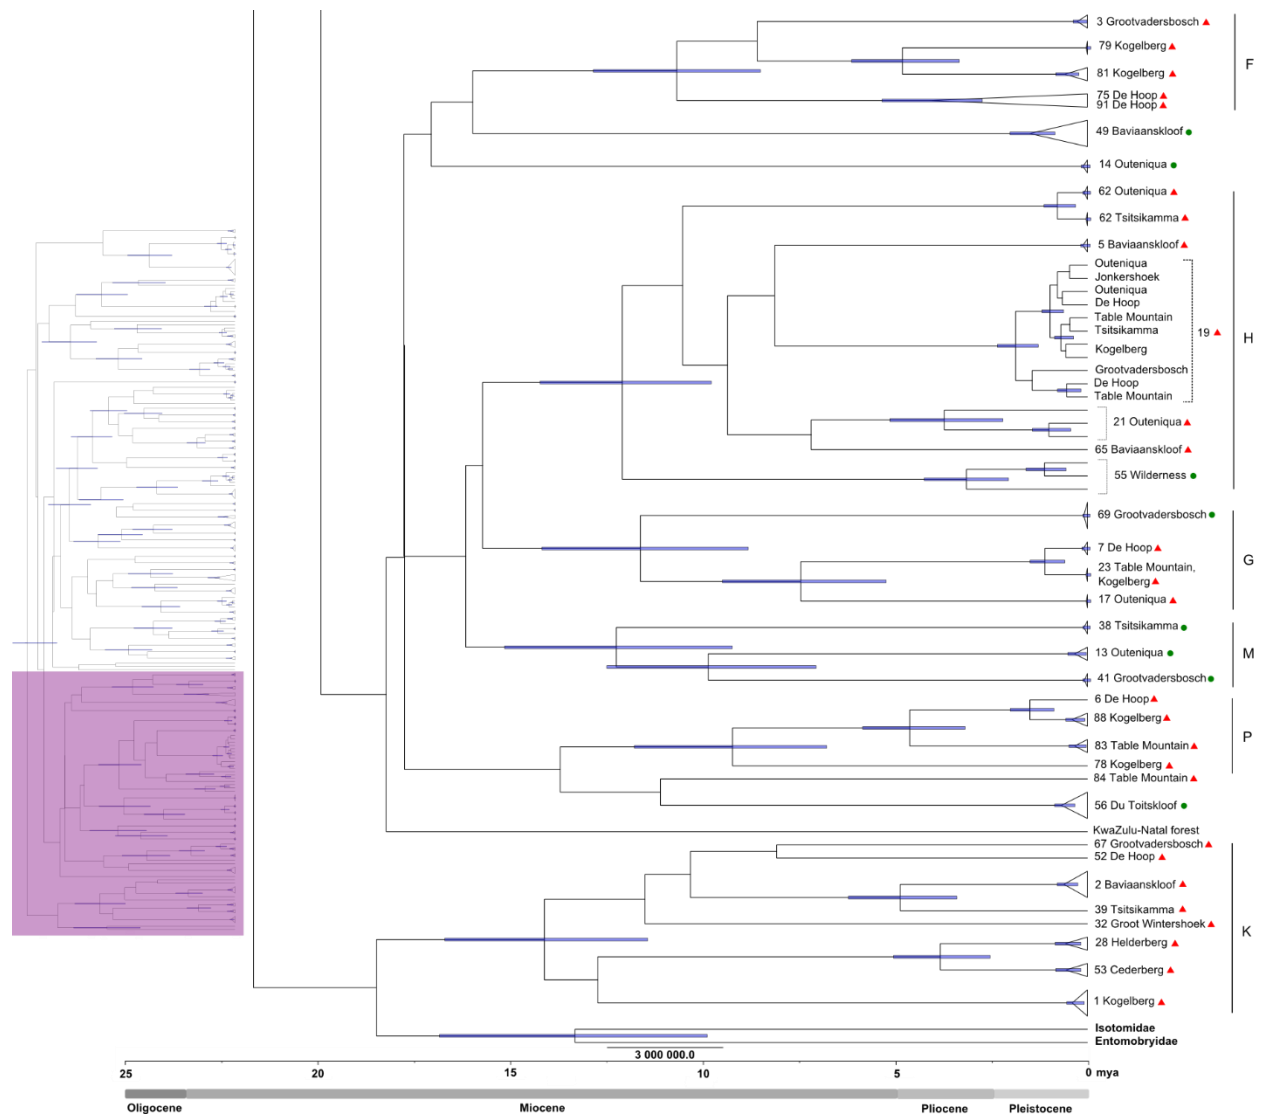 3 Grootvadersbosch
79 Kogelberg
81 Kogelberg
75 De Hoop
91 De Hoop
F
49 Baviaanskloof
14 Outeniqua
62 Outeniqua
62 Tsitsikamma
5 Baviaanskloof
Outeniqua
Jonkershoek
Outeniqua
De Hoop
Table Mountain
Tsitsikamma
Kogelberg
Grootvadersbosch
De Hoop
Table Mountain
19
21 Outeniqua
65 Baviaanskloof
55 Wilderness
H
69 Grootvadersbosch
7 De Hoop
23 Table Mountain,
Kogelberg
17 Outeniqua
G
38 Tsitsikamma
13 Outeniqua
41 Grootvadersbosch
M
6 De Hoop
88 Kogelberg
83 Table Mountain
78 Kogelberg
P
84 Table Mountain
56 Du Toitskloof
KwaZulu-Natal forest
67 Grootvadersbosch
52 De Hoop
2 Baviaanskloof
39 Tsitsikamma
32 Groot Wintershoek
28 Helderberg
53 Cederberg
1 Kogelberg
K
Isotomidae
Entomobryidae
3 000 000.0
25 20 15 10 5 0 mya
Oligocene Miocene Pliocene Pleistocene